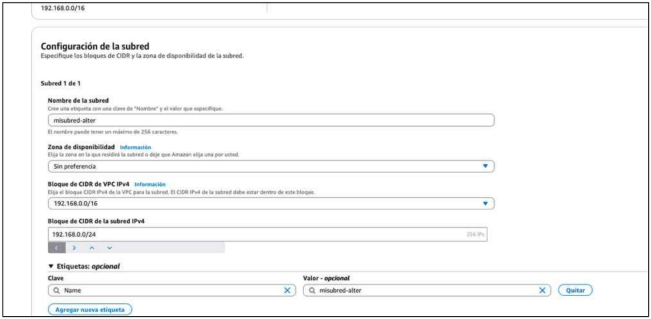 192.168.0.0/16
Configuración de la subred
Especifique los bloques de CIDR y la zona de disponibilidad de la subred.
Subred 1 de 1
Nombre de la subred
Cree una etiqueta con una clave de "Nombre" y el valor que especifique.
misubred-alter
El nombre puede tener un máximo de 256 caracteres.
Zona de disponibilidad Información
Elija la zona en la que residirá la subred o deje que Amazon elija una por usted.
Sin preferencia
Bloque de CIDR de VPC IPv4 Información
Elija el bloque CIDR IPv4 de la VPC para la subred. El CIDR IPv4 de la subred debe estar dentro de este bloque.
192.168.0.0/16
Bloque de CIDR de la subred IPv4
192.168.0.0/24 256 IPs
Etiquetas: opcional
Clave Valor - opcional
Name misubred-alter Quitar
Agregar nueva etiqueta